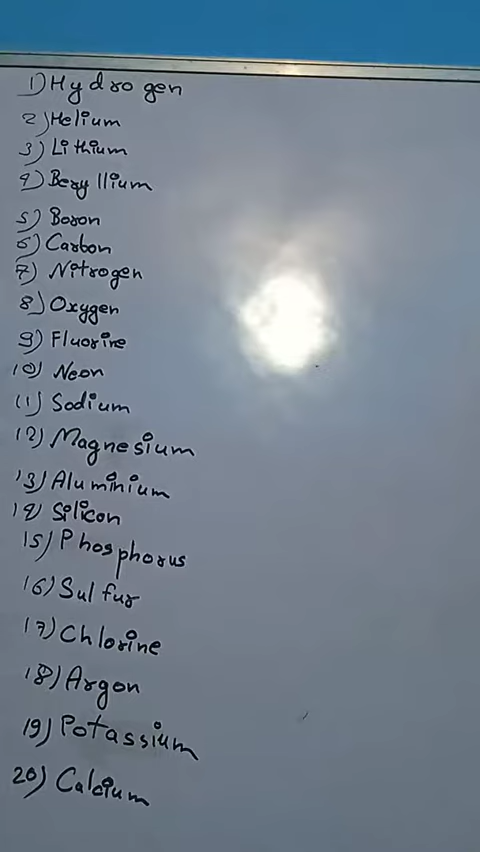 1) Hydrogen
2) Helium
3) Lithium
4) Beryllium
5) Boron
6) Carbon
7) Nitrogen
8) Oxygen
9) Fluorine
10) Neon
11) Sodium
12) Magnesium
13) Aluminium
14) Silicon
15) Phosphorus
16) Sulfur
17) Chlorine
18) Argon
19) Potassium
20) Calcium